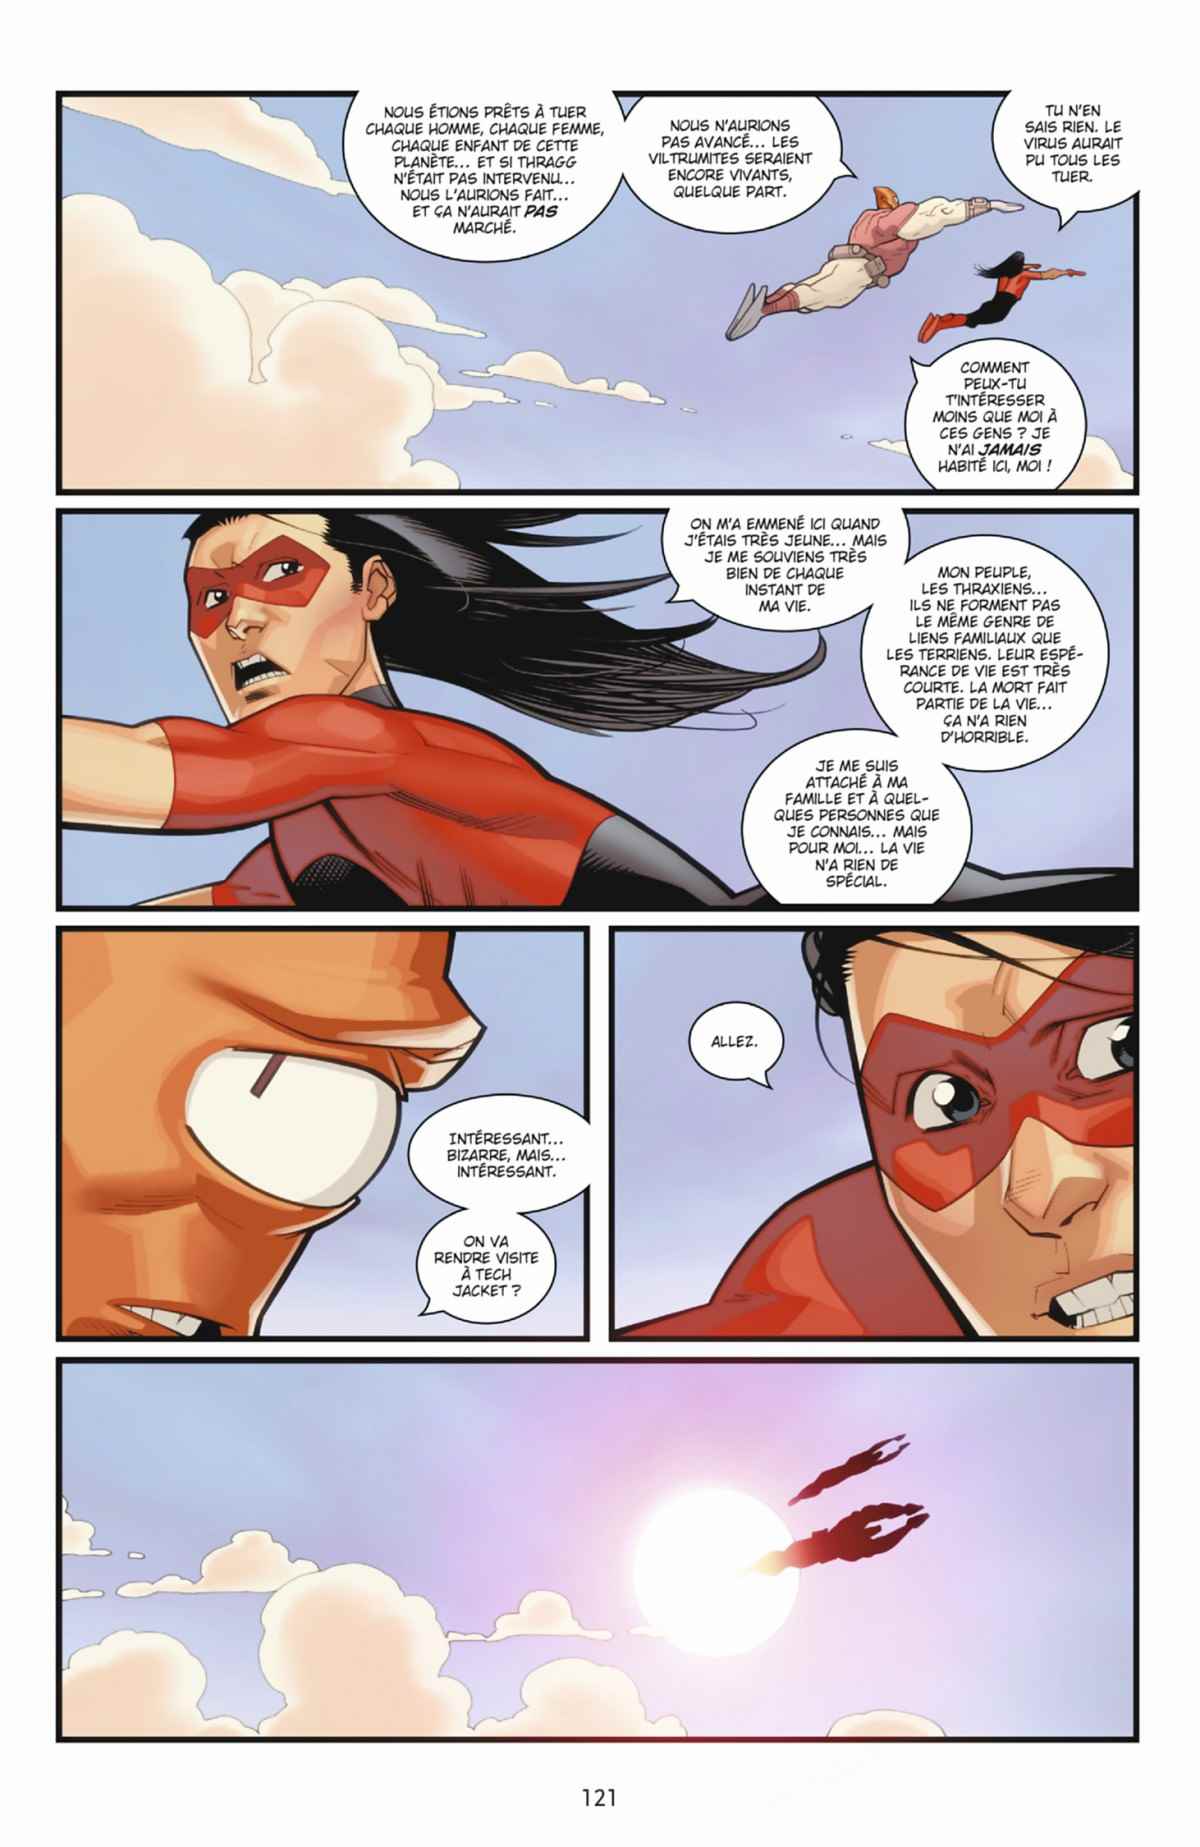 NOUS ÉTIONS PRÊTS À TUER
CHAQUE HOMME, CHAQUE FEMME,
CHAQUE ENFANT DE CETTE
PLANÈTE... ET SI THRAGG
N'ÉTAIT PAS INTERVENU...
NOUS L'AURIONS FAIT...
ET ÇA N'AURAIT PAS
MARCHÉ.
NOUS N'AURIONS
PAS AVANCÉ... LES
VILTRUMITES SERAIENT
ENCORE VIVANTS,
QUELQUE PART.
TU N'EN
SAIS RIEN. LE
VIRUS AURAIT
PU TOUS LES
TUER.
COMMENT
PEUX-TU
T'INTÉRESSER
MOINS QUE MOI À
CES GENS ? JE
N'AI JAMAIS
HABITÉ ICI, MOI !
ON M'A EMMENÉ ICI QUAND
J'ÉTAIS TRÈS JEUNE... MAIS
JE ME SOUVIENS TRÈS
BIEN DE CHAQUE
INSTANT DE
MA VIE.
MON PEUPLE,
LES THRAXIENS...
ILS NE FORMENT PAS
LE MÊME GENRE DE
LIENS FAMILIAUX QUE
LES TERRIENS. LEUR ESPÉ-
RANCE DE VIE EST TRÈS
COURTE. LA MORT FAIT
PARTIE DE LA VIE...
ÇA N'A RIEN
D'HORRIBLE.
JE ME SUIS
ATTACHÉ À MA
FAMILLE ET À QUEL-
QUES PERSONNES QUE
JE CONNAIS... MAIS
POUR MOI... LA VIE
N'A RIEN DE
SPÉCIAL.
INTÉRESSANT...
BIZARRE, MAIS...
INTÉRESSANT.
ON VA
RENDRE VISITE
À TECH
JACKET ?
ALLEZ.
121